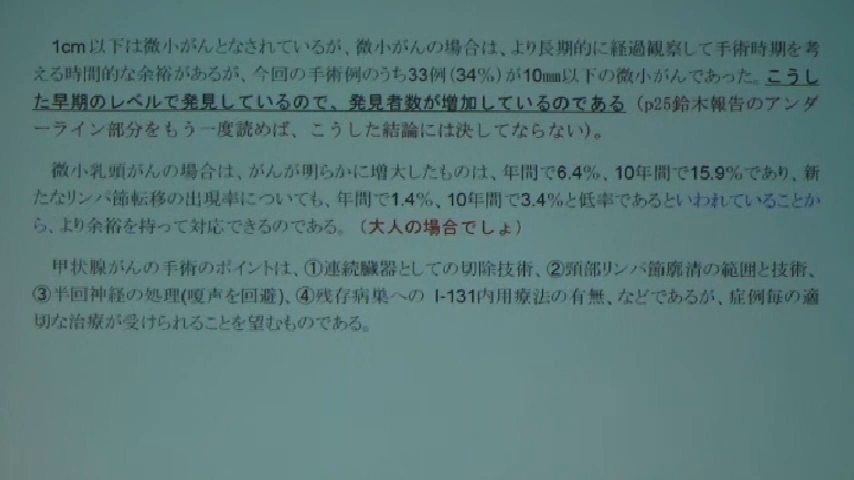 1cm以下は微小がんとなされているが、微小がんの場合は、より長期的に経過観察して手術時期を考
える時間的な余裕があるが、今回の手術例のうち33例(34%)が10㎜以下の微小がんであった。こうし
た早期のレベルで発見しているので、発見者数が増加しているのである（p25鈴木報告のアンダ
ーライン部分をもう一度読めば、こうした結論には決してならない）。
微小乳頭がんの場合は、がんが明らかに増大したものは、年間で6.4%、10年間で15.9%であり、新
たなリンパ節転移の出現率についても、年間で1.4%、10年間で3.4%と低率であるといわれていることか
ら、より余裕を持って対応できるのである。（大人の場合でしょ）
甲状腺がんの手術のポイントは、①連続臓器としての切除技術、②頸部リンパ節廓清の範囲と技術、
③半回神経の処理(嗄声を回避)、④残存病巣への I-131内用療法の有無、などであるが、症例毎の適
切な治療が受けられることを望むものである。